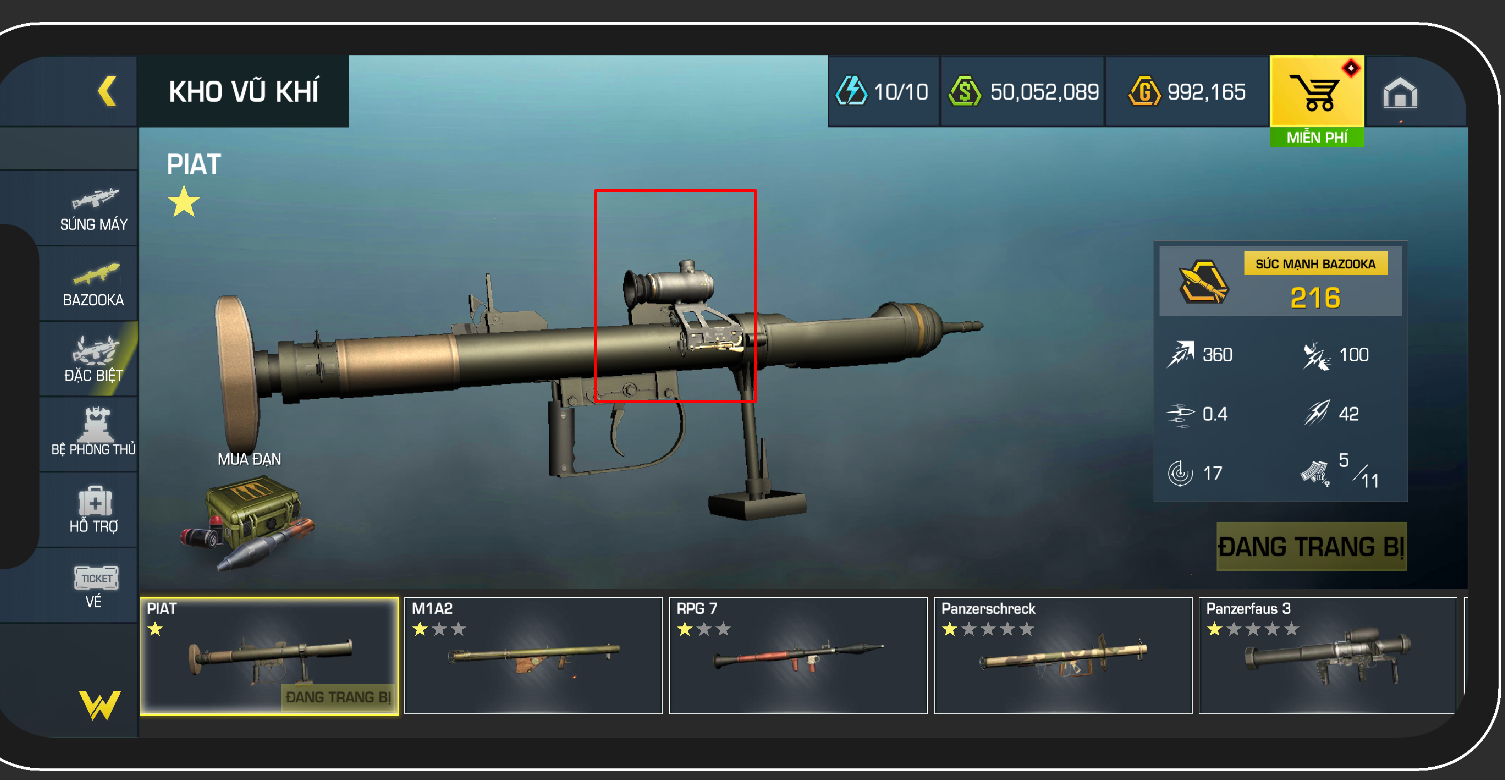 KHO VŨ KHÍ
10/10
50,052,089
992,165
MIỄN PHÍ
PIAT
SÚNG MÁY
BAZOOKA
ĐẶC BIỆT
BỆ PHÒNG THỦ
HỖ TRỢ
TICKET
VÉ
MUA ĐẠN
SỨC MẠNH BAZOOKA
216
360
100
0.4
42
17
5/11
ĐANG TRANG BỊ
PIAT
ĐANG TRANG BỊ
M1A2
RPG 7
Panzerschreck
Panzerfaus 3